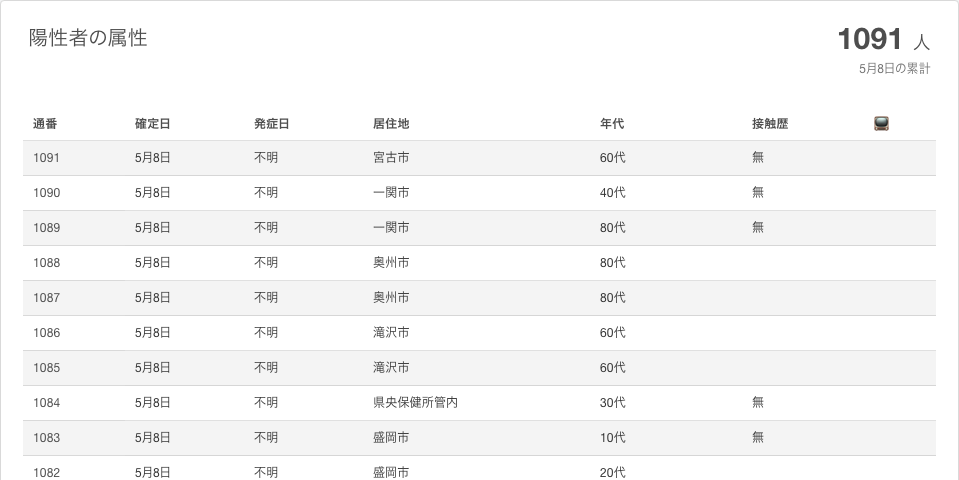 陽性者の属性
1091 人
5月8日の累計
通番 確定日 発症日 居住地 年代 接触歴
1091 5月8日 不明 宮古市 60代 無
1090 5月8日 不明 一関市 40代 無
1089 5月8日 不明 一関市 80代 無
1088 5月8日 不明 奥州市 80代
1087 5月8日 不明 奥州市 80代
1086 5月8日 不明 滝沢市 60代
1085 5月8日 不明 滝沢市 60代
1084 5月8日 不明 県央保健所管内 30代 無
1083 5月8日 不明 盛岡市 10代 無
1082 5月8日 不明 盛岡市 20代